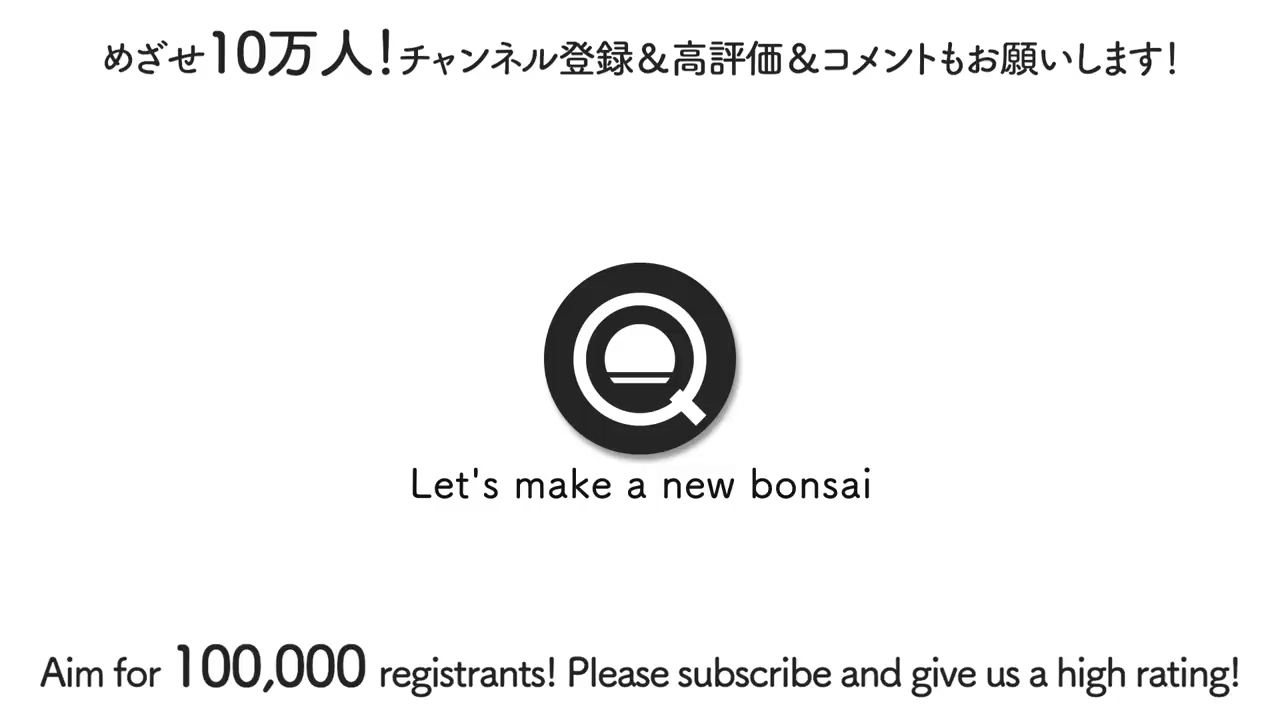 めざせ10万人!チャンネル登録&高評価&コメントもお願いします!
Let's make a new bonsai
Aim for 100,000 registrants! Please subscribe and give us a high rating!